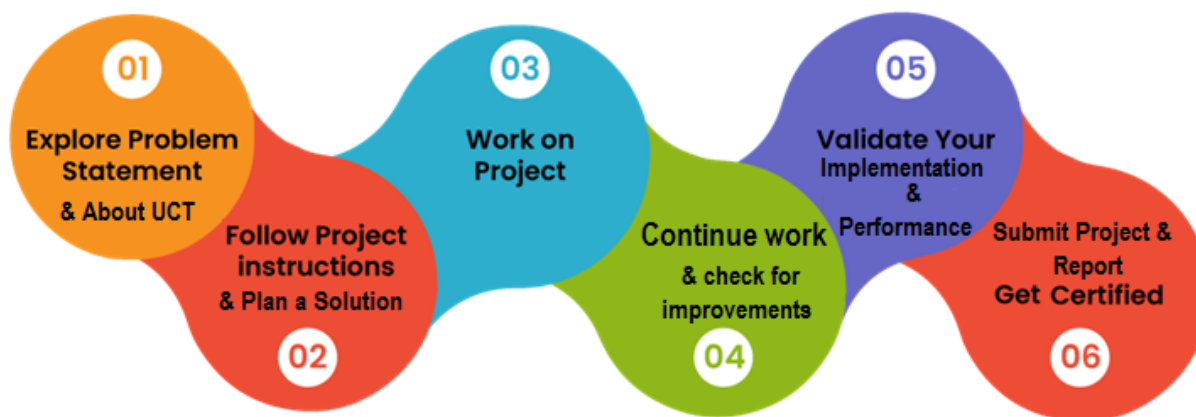 01
Explore Problem
Statement
& About UCT
Follow Project
instructions
& Plan a Solution
02
03
Work on
Project
Continue work
& check for
improvements
04
05
Validate Your
Implementation
&
Performance
Submit Project &
Report
Get Certified
06